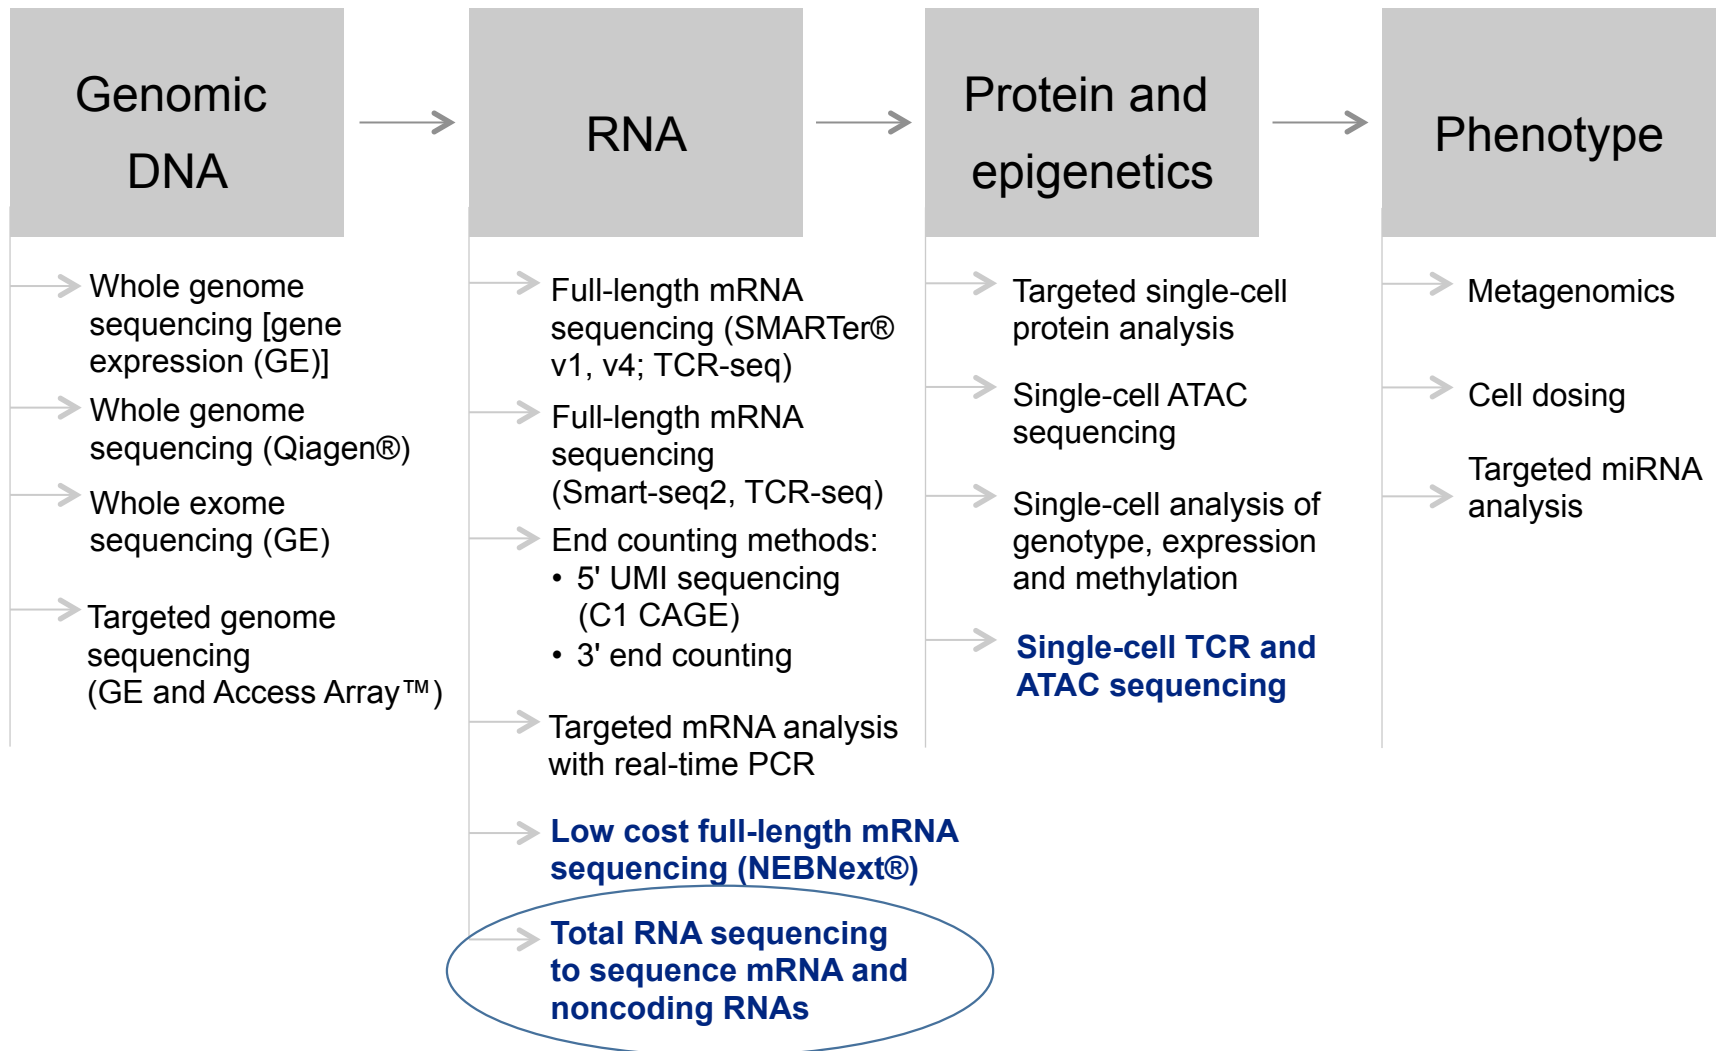 Genomic
DNA
Whole genome
sequencing [gene
expression (GE)]
Whole genome
sequencing (Qiagen®)
Whole exome
sequencing (GE)
Targeted genome
sequencing
(GE and Access Array™)
RNA
Full-length mRNA
sequencing (SMARTer®
v1, v4; TCR-seq)
Full-length mRNA
sequencing
(Smart-seq2, TCR-seq)
End counting methods:
• 5' UMI sequencing
(C1 CAGE)
• 3' end counting
Targeted mRNA analysis
with real-time PCR
Low cost full-length mRNA
sequencing (NEBNext®)
Total RNA sequencing
to sequence mRNA and
noncoding RNAs
Protein and
epigenetics
Targeted single-cell
protein analysis
Single-cell ATAC
sequencing
Single-cell analysis of
genotype, expression
and methylation
Single-cell TCR and
ATAC sequencing
Phenotype
Metagenomics
Cell dosing
Targeted miRNA
analysis